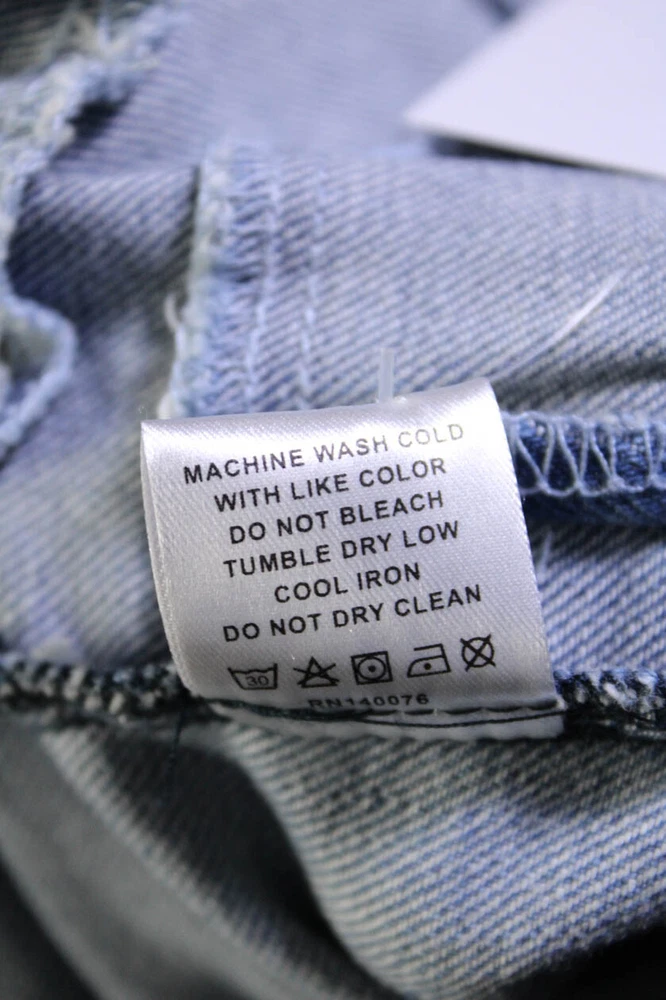 MACHINE WASH COLD
WITH LIKE COLOR
DO NOT BLEACH
TUMBLE DRY LOW
COOL IRON
DO NOT DRY CLEAN
30
RN140076